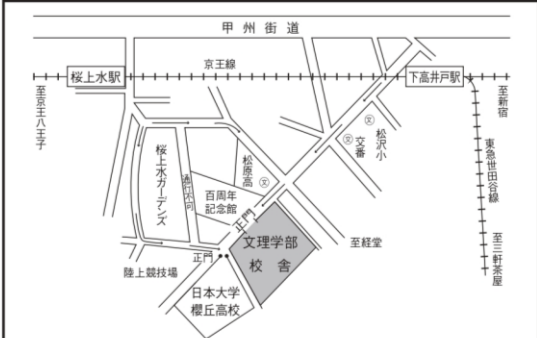 甲州街道
京王線
桜上水駅
下高井戸駅
至京王八王子
至新宿
東急世田谷線
至三軒茶屋
松沢小
文
交番
文
松原高
文
桜上水ガーデンズ
通行不可
百周年
記念館
正門
文理学部
校舎
至経堂
正門
陸上競技場
日本大学
櫻丘高校